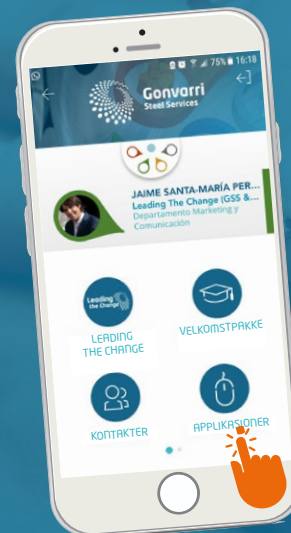 75% 16:18
Gonvarri
Steel Services
JAIME SANTA-MARÍA PER...
Leading The Change (GSS &...
Departamento Marketing y
Comunicación
Leading
the Change
LEADING
THE CHANGE
VELKOMSTPAKKE
KONTAKTER
APPLIKASJONER